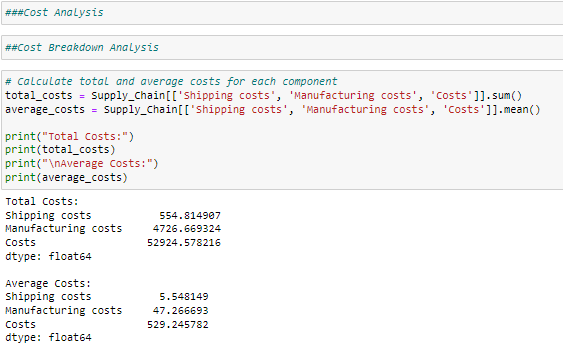 ###Cost Analysis
##Cost Breakdown Analysis
# Calculate total and average costs for each component
total_costs = Supply_Chain[['Shipping costs', 'Manufacturing costs', 'Costs']].sum()
average_costs = Supply_Chain[['Shipping costs', 'Manufacturing costs', 'Costs']].mean()
print("Total Costs:")
print(total_costs)
print("\nAverage Costs:")
print(average_costs)
Total Costs:
Shipping costs 554.814907
Manufacturing costs 4726.669324
Costs 52924.578216
dtype: float64
Average Costs:
Shipping costs 5.548149
Manufacturing costs 47.266693
Costs 529.245782
dtype: float64